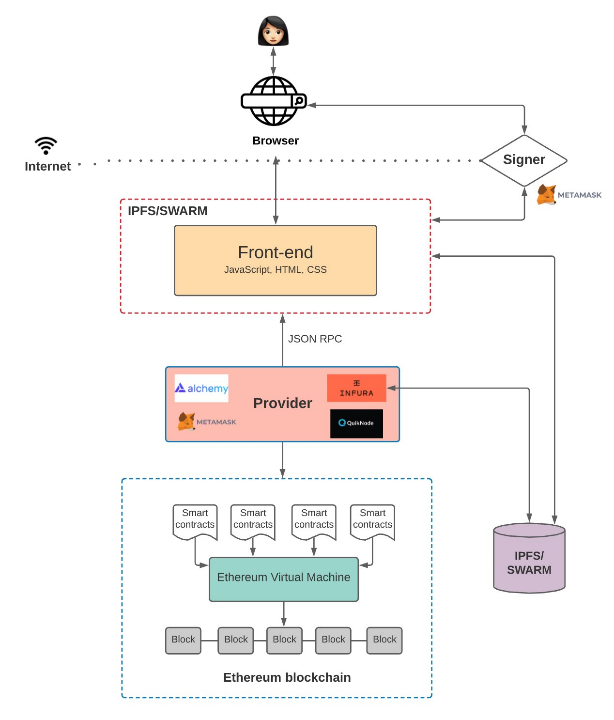 Browser
Internet
Signer
METAMASK
IPFS/SWARM
Front-end
JavaScript, HTML, CSS
JSON RPC
alchemy
INFURA
Provider
METAMASK
QuikNode
Smart
contracts
Smart
contracts
Smart
contracts
Smart
contracts
Ethereum Virtual Machine
IPFS/
SWARM
Block
Block
Block
Block
Block
Ethereum blockchain